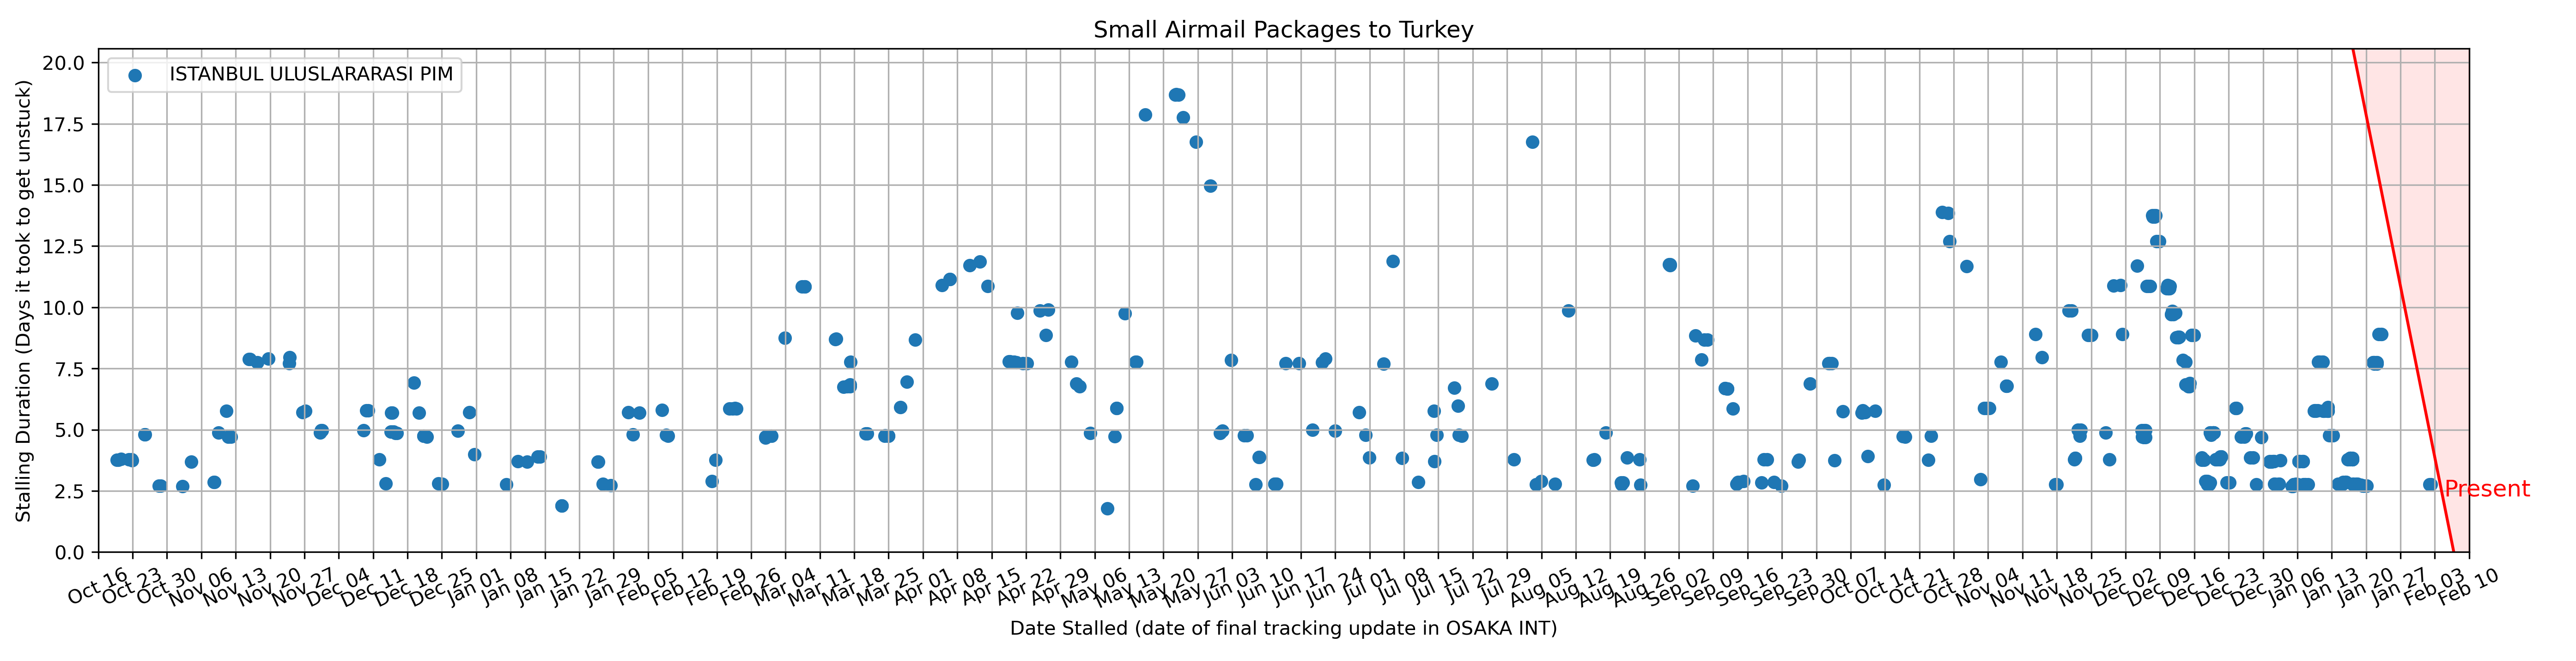 Small Airmail Packages to Turkey
ISTANBUL ULUSLARARASI PIM
Stalling Duration (Days it took to get unstuck)
20.0
17.5
15.0
12.5
10.0
7.5
5.0
2.5
0.0
Present
Oct 16
Oct 23
Oct 30
Nov 06
Nov 13
Nov 20
Nov 27
Dec 04
Dec 11
Dec 18
Dec 25
Jan 01
Jan 08
Jan 15
Jan 22
Jan 29
Feb 05
Feb 12
Feb 19
Feb 26
Mar 04
Mar 11
Mar 18
Mar 25
Apr 01
Apr 08
Apr 15
Apr 22
Apr 29
May 06
May 13
May 20
May 27
Jun 03
Jun 10
Jun 17
Jun 24
Jul 01
Jul 08
Jul 15
Jul 22
Jul 29
Aug 05
Aug 12
Aug 19
Aug 26
Sep 02
Sep 09
Sep 16
Sep 23
Sep 30
Oct 07
Oct 14
Oct 21
Oct 28
Nov 04
Nov 11
Nov 18
Nov 25
Dec 02
Dec 09
Dec 16
Dec 23
Dec 30
Jan 06
Jan 13
Jan 20
Jan 27
Feb 03
Feb 10
Date Stalled (date of final tracking update in OSAKA INT)